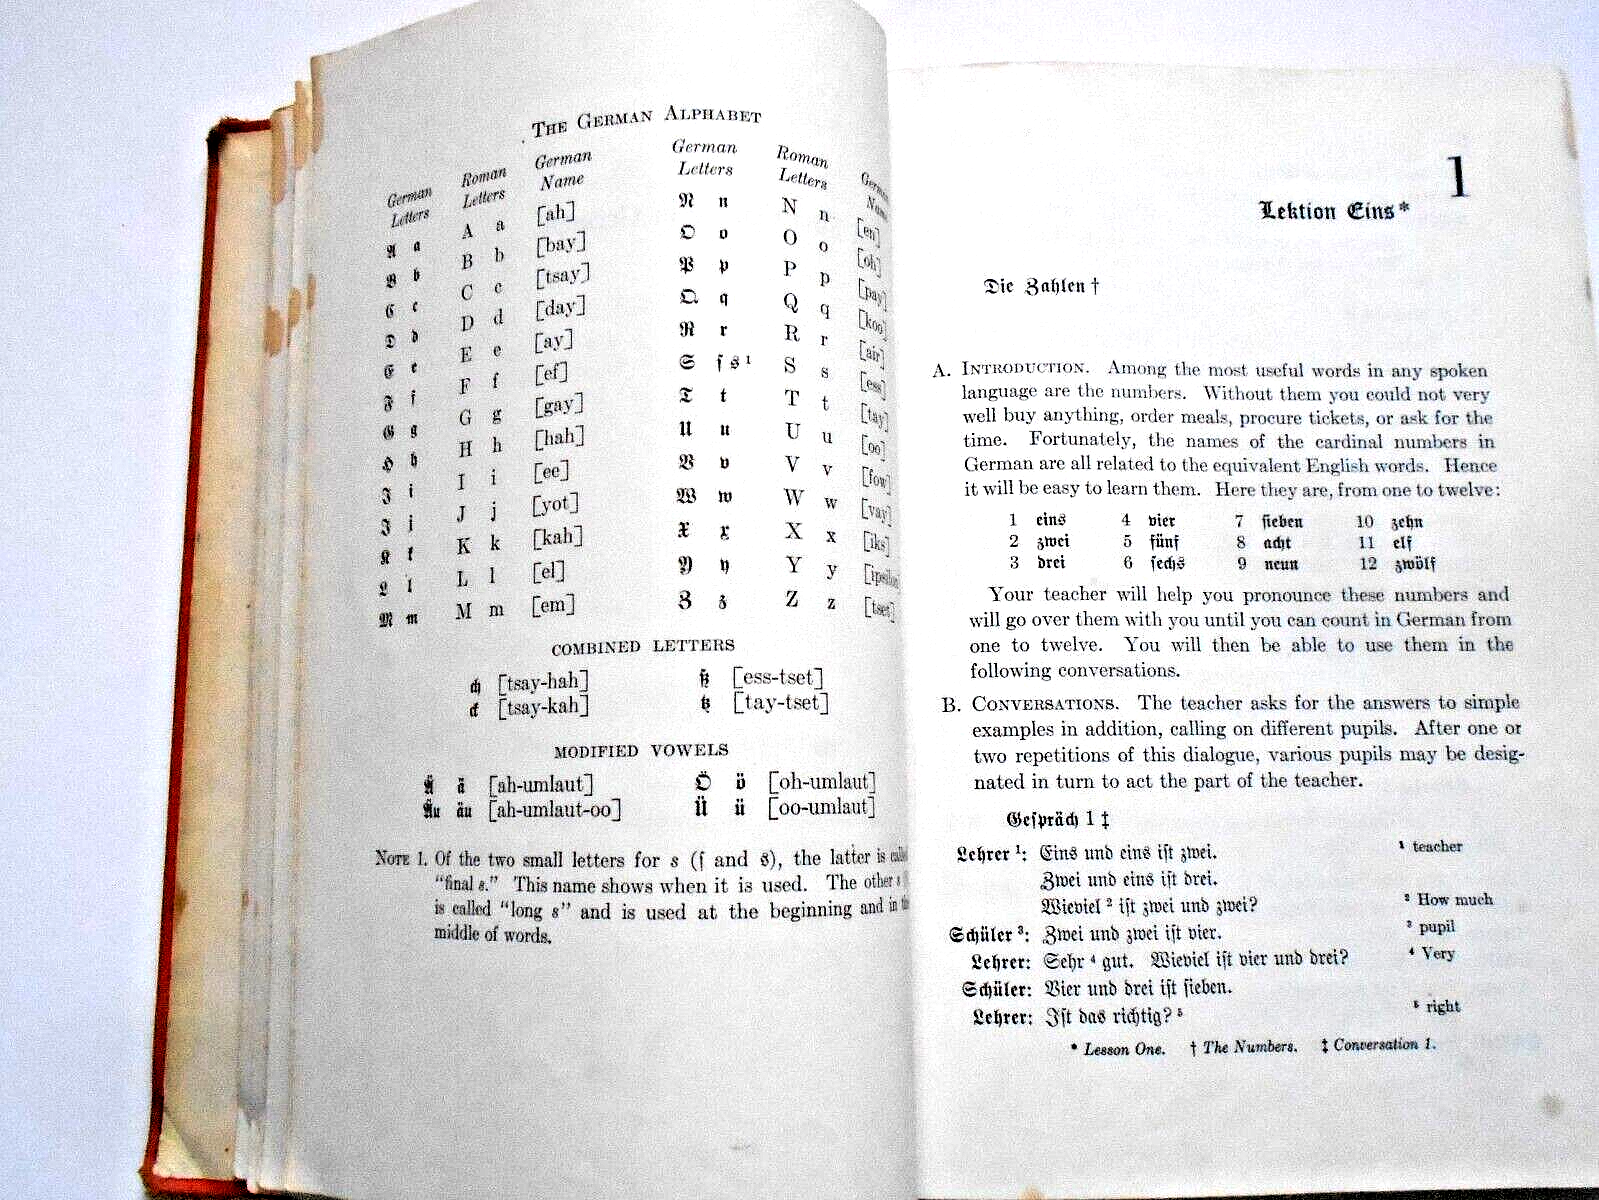 THE GERMAN ALPHABET
German Letters Roman Letters German Name German Letters Roman Letters German Name
A a A a [ah] N n N n [en]
B b B b [bay] O o O o [oh]
C c C c [tsay] P p P p [pay]
D d D d [day] Q q Q q [koo]
E e E e [ay] R r R r [air]
F f F f [ef] S ſ s ¹ S s [ess]
G g G g [gay] T t T t [tay]
H h H h [hah] U u U u [oo]
I i I i [ee] V v V v [fow]
J j J j [yot] W w W w [vay]
K k K k [kah] X x X x [iks]
L l L l [el] Y y Y y [ipsilon]
M m M m [em] Z z Z z [tset]
COMBINED LETTERS
ch [tsay-hah] ß [ess-tset]
ck [tsay-kah] tz [tay-tset]
MODIFIED VOWELS
Ä ä [ah-umlaut] Ö ö [oh-umlaut]
Äu äu [ah-umlaut-oo] Ü ü [oo-umlaut]
NOTE 1. Of the two small letters for s (ſ and s), the latter is called
"final s." This name shows when it is used. The other s
is called "long s" and is used at the beginning and in the
middle of words.
1
Lektion Eins*
Die Zahlen †
A. INTRODUCTION. Among the most useful words in any spoken
language are the numbers. Without them you could not very
well buy anything, order meals, procure tickets, or ask for the
time. Fortunately, the names of the cardinal numbers in
German are all related to the equivalent English words. Hence
it will be easy to learn them. Here they are, from one to twelve:
1 eins 4 vier 7 ſieben 10 zehn
2 zwei 5 fünf 8 acht 11 elf
3 drei 6 ſechs 9 neun 12 zwölf
Your teacher will help you pronounce these numbers and
will go over them with you until you can count in German from
one to twelve. You will then be able to use them in the
following conversations.
B. CONVERSATIONS. The teacher asks for the answers to simple
examples in addition, calling on different pupils. After one or
two repetitions of this dialogue, various pupils may be desig-
nated in turn to act the part of the teacher.
Geſpräch 1 ‡
Lehrer ¹: Eins und eins iſt zwei. ¹ teacher
Zwei und eins iſt drei.
Wieviel ² iſt zwei und zwei? ² How much
Schüler ³: Zwei und zwei iſt vier. ³ pupil
Lehrer: Sehr ⁴ gut. Wieviel iſt vier und drei? ⁴ Very
Schüler: Vier und drei iſt ſieben.
Lehrer: Iſt das richtig? ⁵ ⁵ right
* Lesson One. † The Numbers. ‡ Conversation 1.